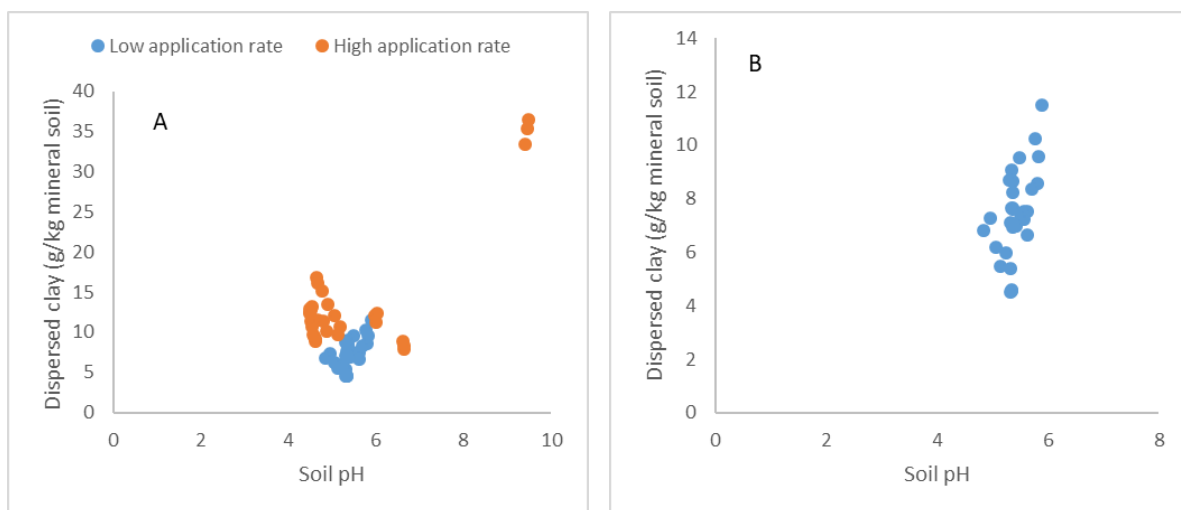 Low application rate High application rate
A
Dispersed clay (g/kg mineral soil)
40
35
30
25
20
15
10
5
0
0 2 4 6 8 10
Soil pH
B
Dispersed clay (g/kg mineral soil)
14
12
10
8
6
4
2
0
0 2 4 6 8
Soil pH